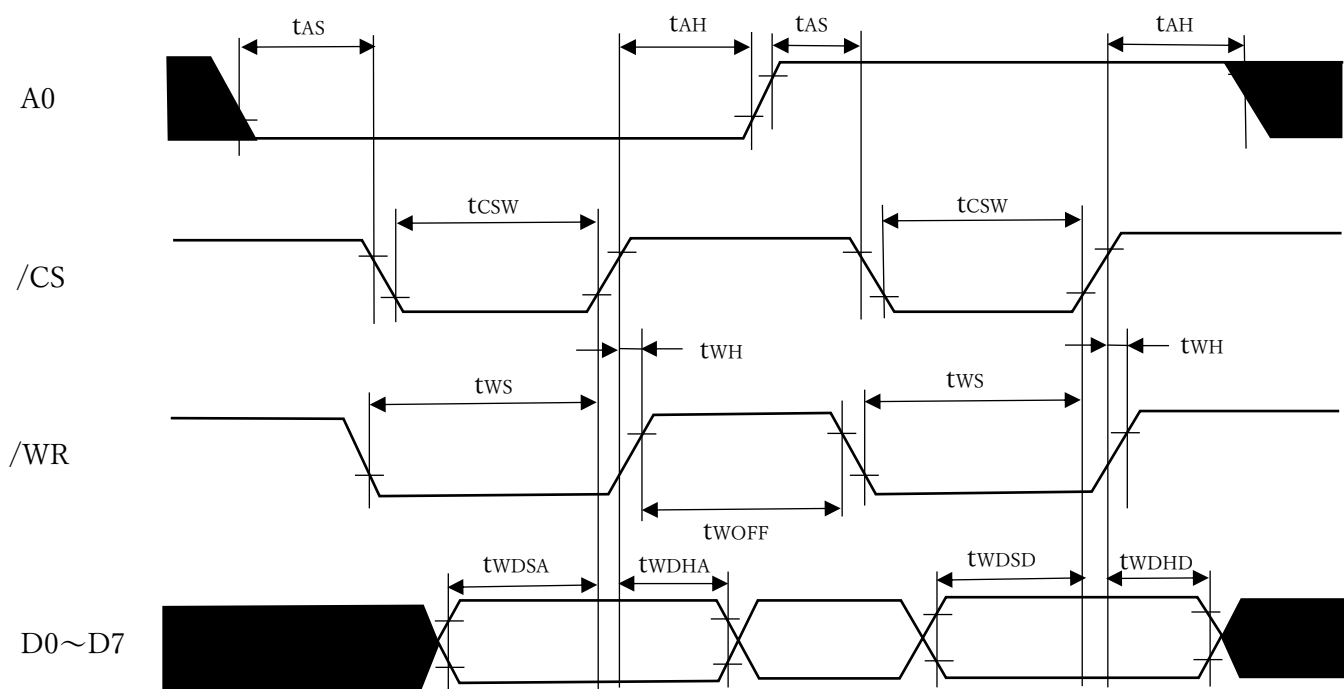 tAS
tAH
tAS
tAH
A0
tCSW
tCSW
/CS
tWH
tWH
tWS
tWS
/WR
tWOFF
tWDSA
tWDHA
tWDSD
tWDHD
D0～D7